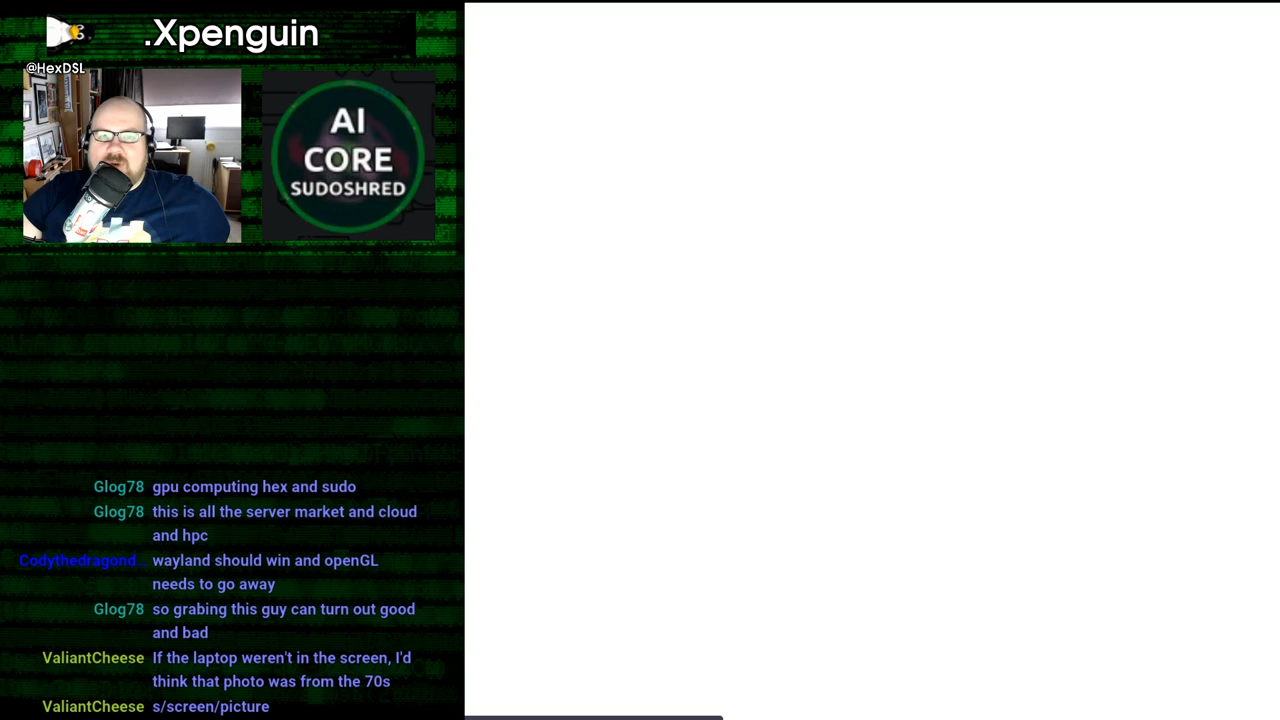 .Xpenguin
@HexDSL
AI
CORE
SUDOSHRED
Glog78 gpu computing hex and sudo
Glog78 this is all the server market and cloud
and hpc
Codythedragond... wayland should win and openGL
needs to go away
Glog78 so grabing this guy can turn out good
and bad
ValiantCheese If the laptop weren't in the screen, I'd
think that photo was from the 70s
ValiantCheese s/screen/picture